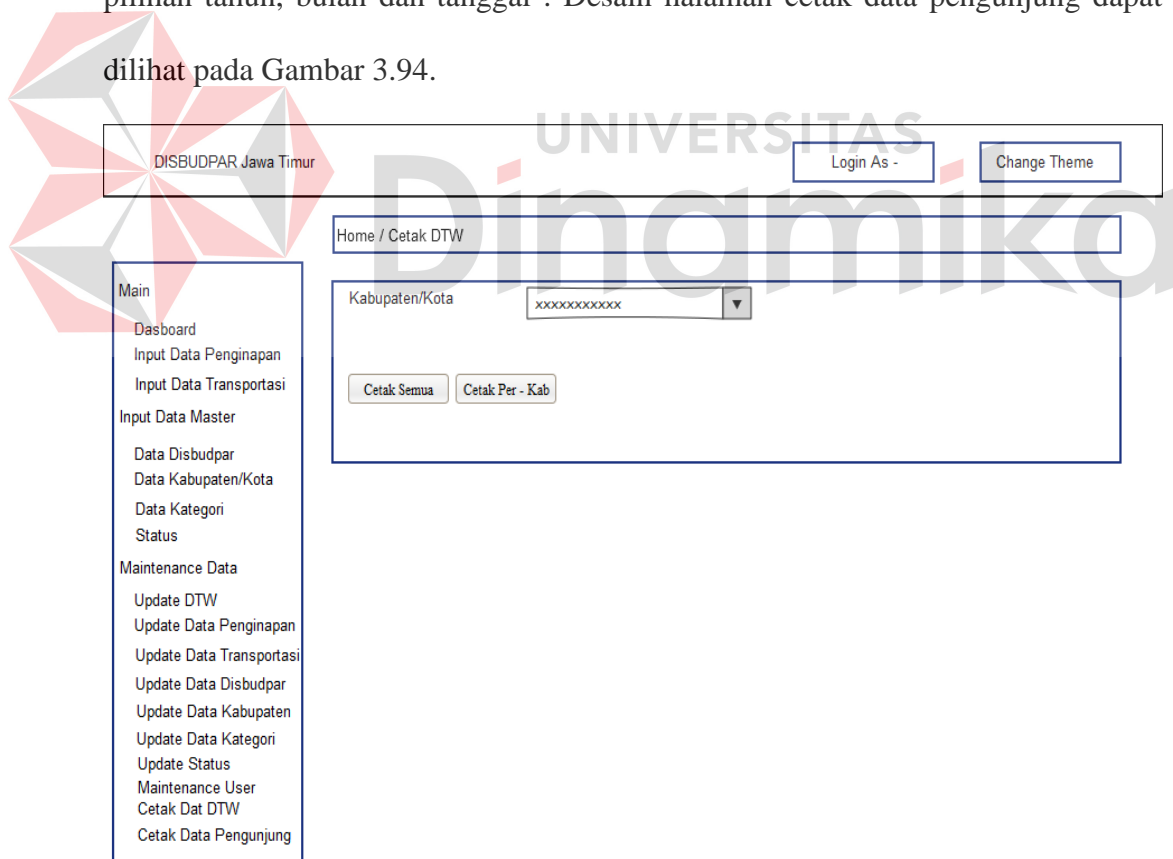 pilihan tahun, bulan dan tanggal . Desain halaman cetak data pengunjung dapat
dilihat pada Gambar 3.94.
UNIVERSITAS
Dinamika
DISBUDPAR Jawa Timur
Login As -
Change Theme
Home / Cetak DTW
Main
Dasboard
Input Data Penginapan
Input Data Transportasi
Input Data Master
Data Disbudpar
Data Kabupaten/Kota
Data Kategori
Status
Maintenance Data
Update DTW
Update Data Penginapan
Update Data Transportasi
Update Data Disbudpar
Update Data Kabupaten
Update Data Kategori
Update Status
Maintenance User
Cetak Dat DTW
Cetak Data Pengunjung
Kabupaten/Kota
xxxxxxxxxxx
Cetak Semua
Cetak Per - Kab